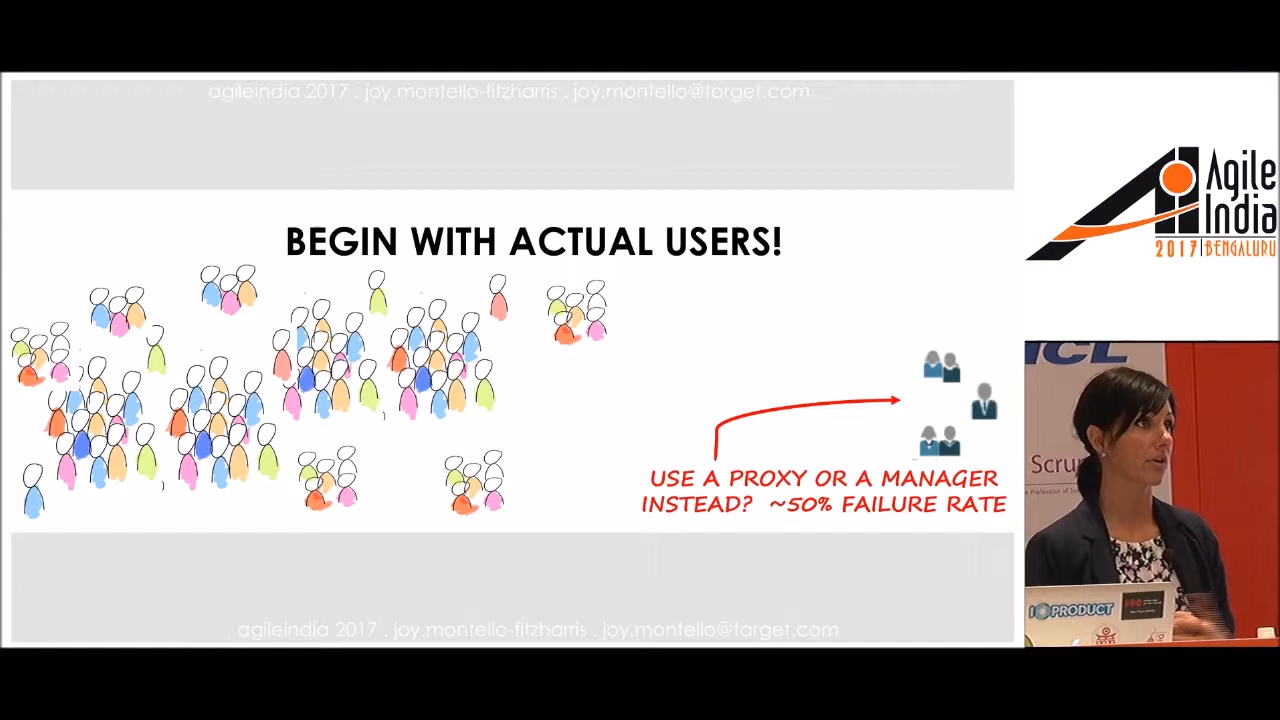 agileindia 2017 . joy.montello-fitzharris . joy.montello@target.com
BEGIN WITH ACTUAL USERS!
USE A PROXY OR A MANAGER
INSTEAD? ~50% FAILURE RATE
agileindia 2017 . joy.montello-fitzharris . joy.montello@target.com
Agile
India
2017 | BENGALURU
Scru
I PRODUCT